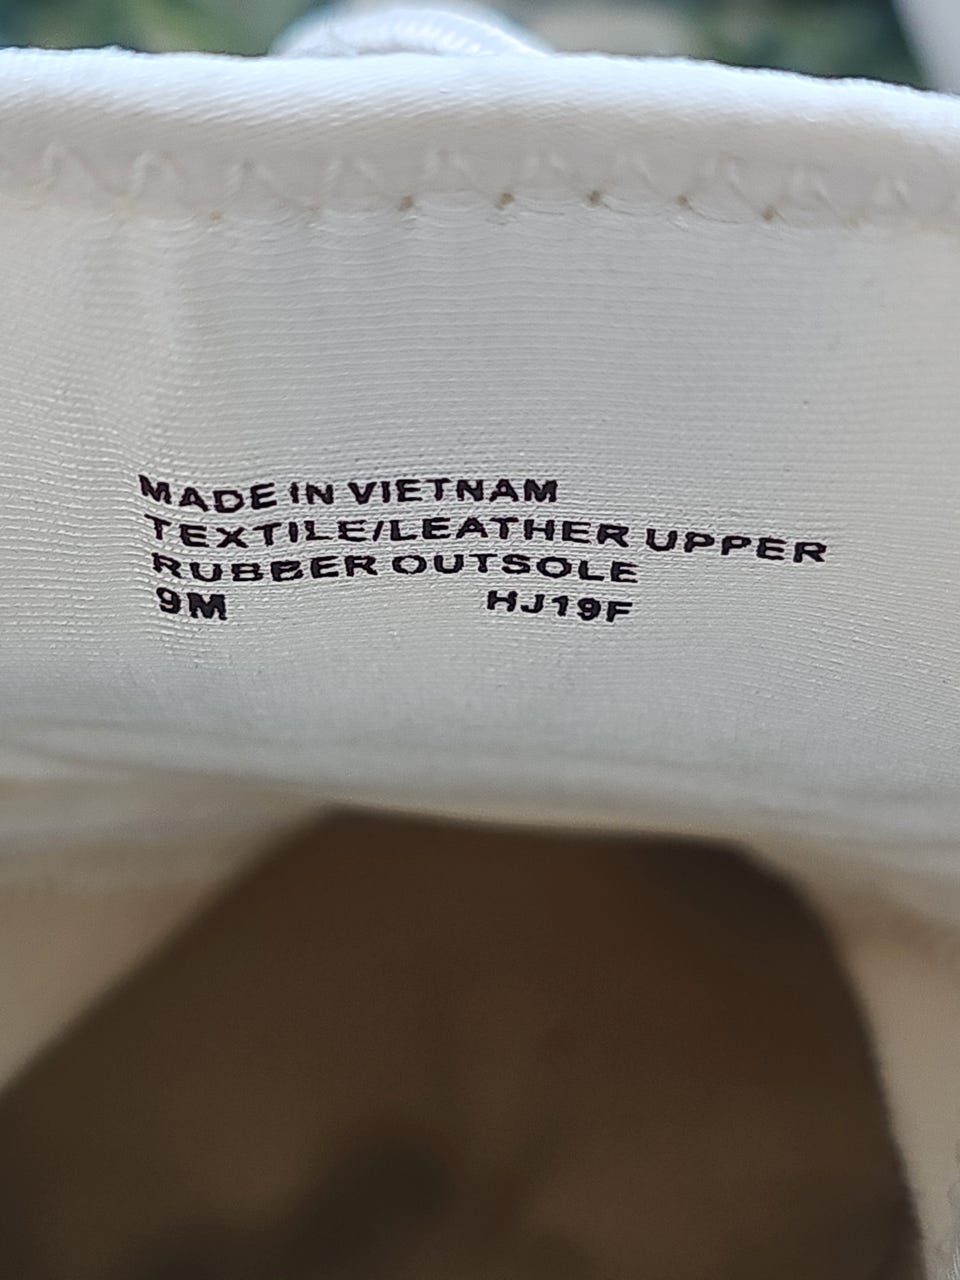 MADE IN VIETNAM
TEXTILE/LEATHER UPPER
RUBBER OUTSOLE
9M HJ19F